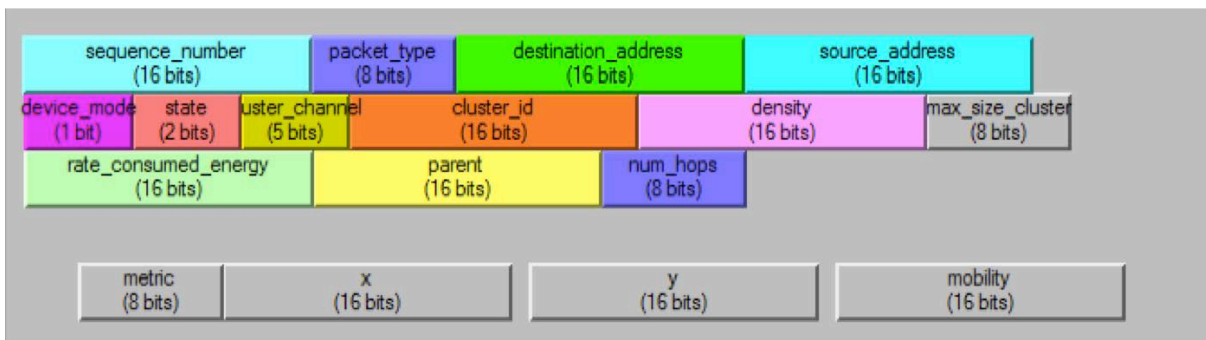 sequence_number packet_type destination_address source_address
(16 bits) (8 bits) (16 bits) (16 bits)
device_mode state uster_channel cluster_id density max_size_cluster
(1 bit) (2 bits) (5 bits) (16 bits) (16 bits) (8 bits)
rate_consumed_energy parent num_hops
(16 bits) (16 bits) (8 bits)
metric x y mobility
(8 bits) (16 bits) (16 bits) (16 bits)